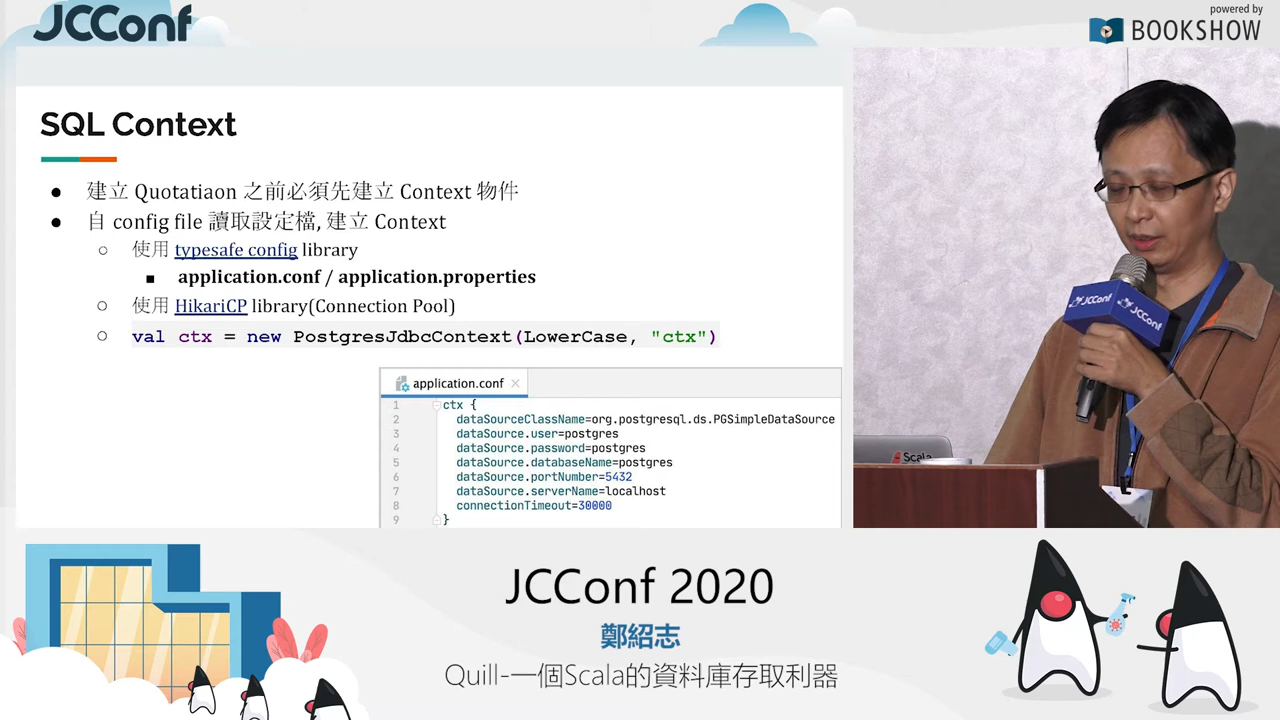 JCConf
powered by
BOOKSHOW
SQL Context
● 建立 Quotatiaon 之前必須先建立 Context 物件
● 自 config file 讀取設定檔, 建立 Context
○ 使用 typesafe config library
■ application.conf / application.properties
○ 使用 HikariCP library(Connection Pool)
○ val ctx = new PostgresJdbcContext(LowerCase, "ctx")
application.conf ×
1 ctx {
2 dataSourceClassName=org.postgresql.ds.PGSimpleDataSource
3 dataSource.user=postgres
4 dataSource.password=postgres
5 dataSource.databaseName=postgres
6 dataSource.portNumber=5432
7 dataSource.serverName=localhost
8 connectionTimeout=30000
9 }
JCConf
JCConf
Scala
JCConf 2020
鄭紹志
Quill-一個Scala的資料庫存取利器